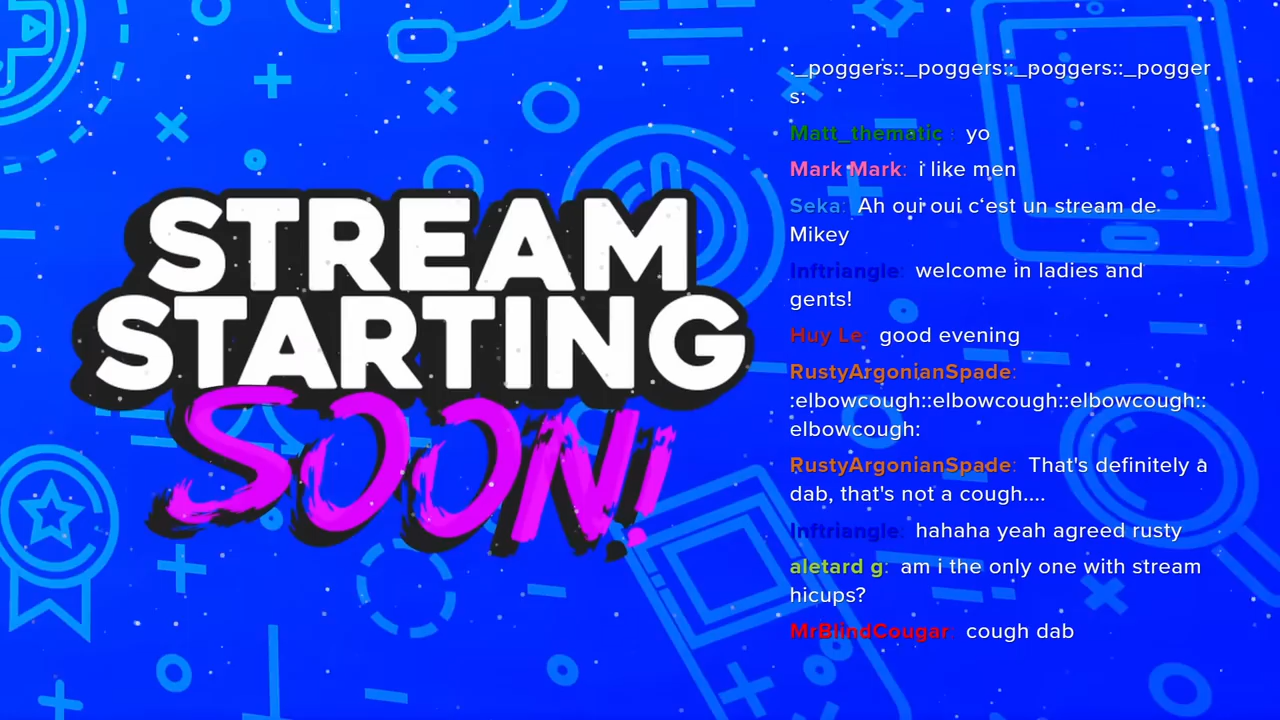 STREAM
STARTING
SOON!
:_poggers::_poggers::_poggers::_pogger
s:
Matt_thematic : yo
Mark Mark: i like men
Seka: Ah oui oui c‘est un stream de
Mikey
Inftriangle: welcome in ladies and
gents!
Huy Le: good evening
RustyArgonianSpade:
:elbowcough::elbowcough::elbowcough::
elbowcough:
RustyArgonianSpade: That's definitely a
dab, that's not a cough....
Inftriangle: hahaha yeah agreed rusty
aletard g: am i the only one with stream
hicups?
MrBlindCougar: cough dab